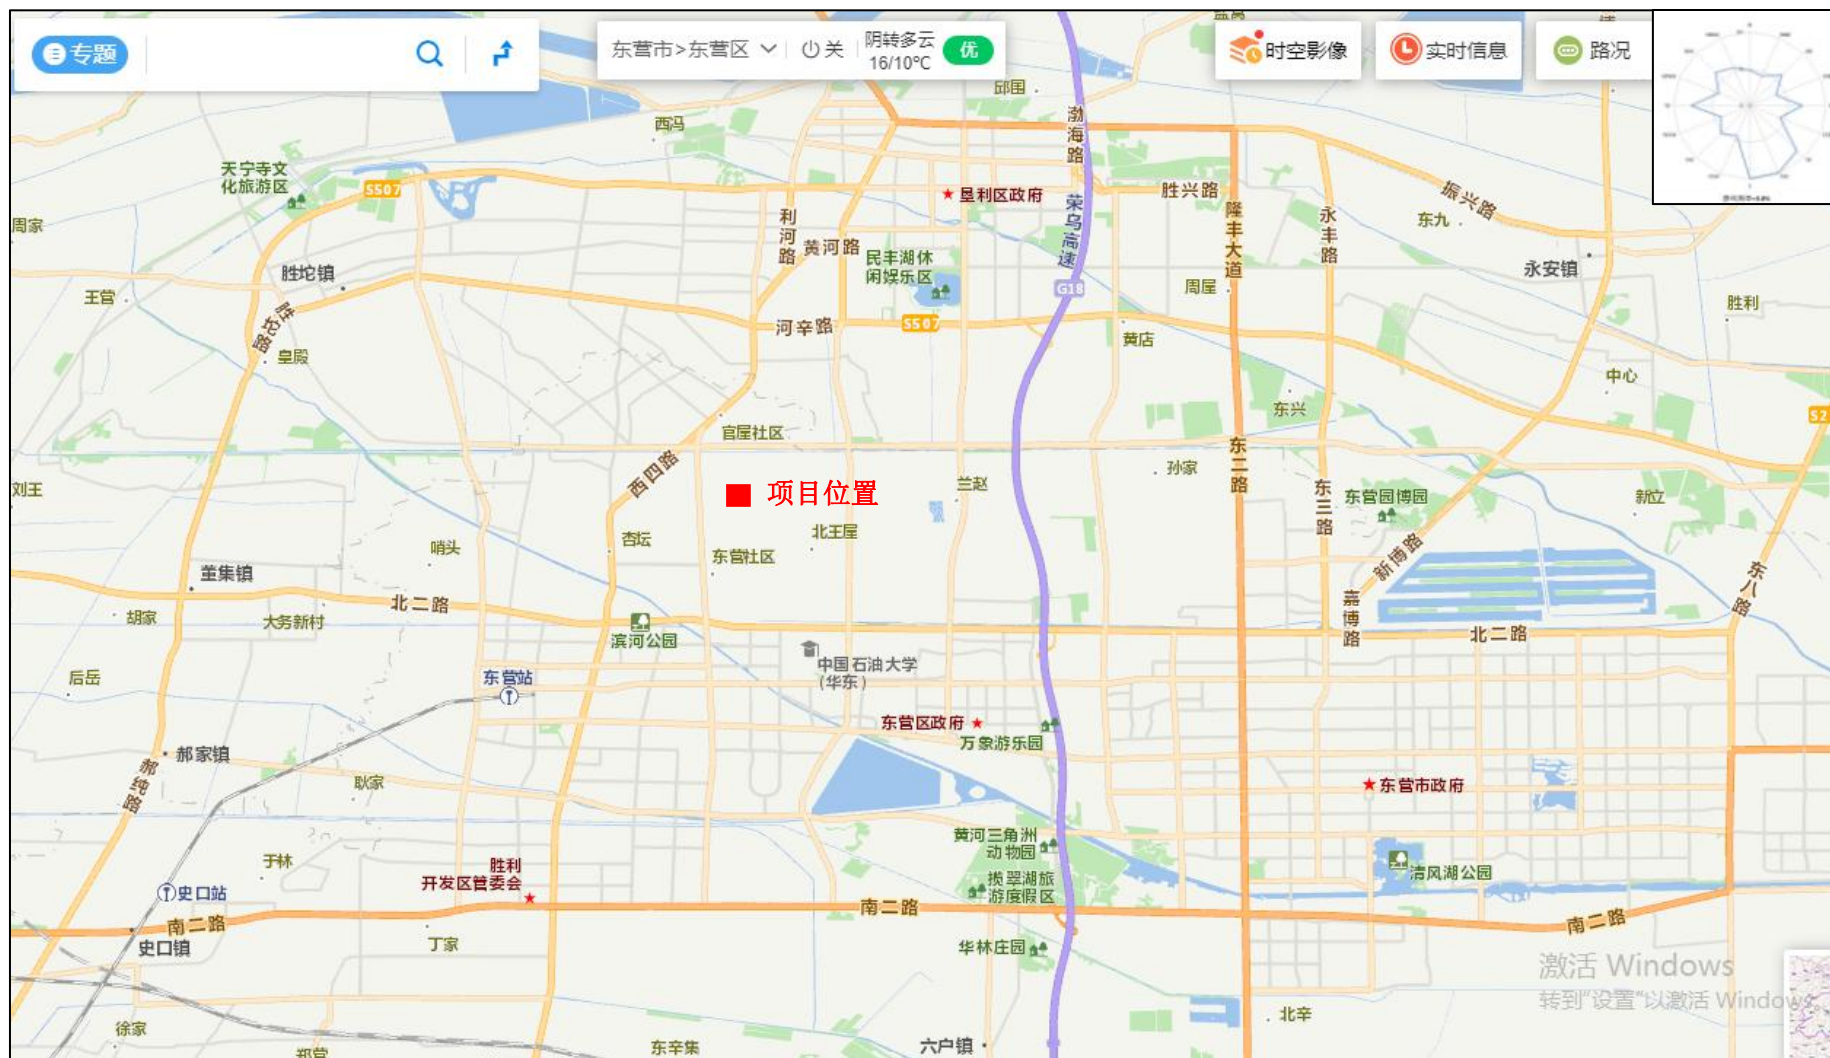 专题
东营市>东营区
关
阴转多云
16/10℃
优
时空影像
实时信息
路况
邱围
西冯
渤
海
路
天宁寺文
化旅游区
S507
垦利区政府
胜兴路
振兴路
荣
乌
高
速
利
河
路
隆
丰
大
道
永
丰
路
东九
周家
黄河路
民丰湖休
闲娱乐区
胜坨镇
永安镇
周屋
G18
王营
胜利
胜坨路
河辛路
S507
黄店
皇殿
中心
东兴
S2
官屋社区
西四路
东
二
路
孙家
刘王
项目位置
兰赵
东
三
路
东营园博园
新立
北王屋
杏坛
哨头
东营社区
新博路
董集镇
东
八
路
北二路
嘉
博
路
胡家
大务新村
滨河公园
北二路
中国石油大学
(华东)
后岳
东营站
东营区政府
万象游乐园
郝家镇
郝
纯
路
耿家
东营市政府
黄河三角洲
动物园
于林
胜利
开发区管委会
揽翠湖旅
游度假区
清风湖公园
史口站
南二路
南二路
南二路
史口镇
丁家
华林庄园
激活 Windows
转到"设置"以激活 Windows。
北辛
徐家
郑营
东辛集
六户镇